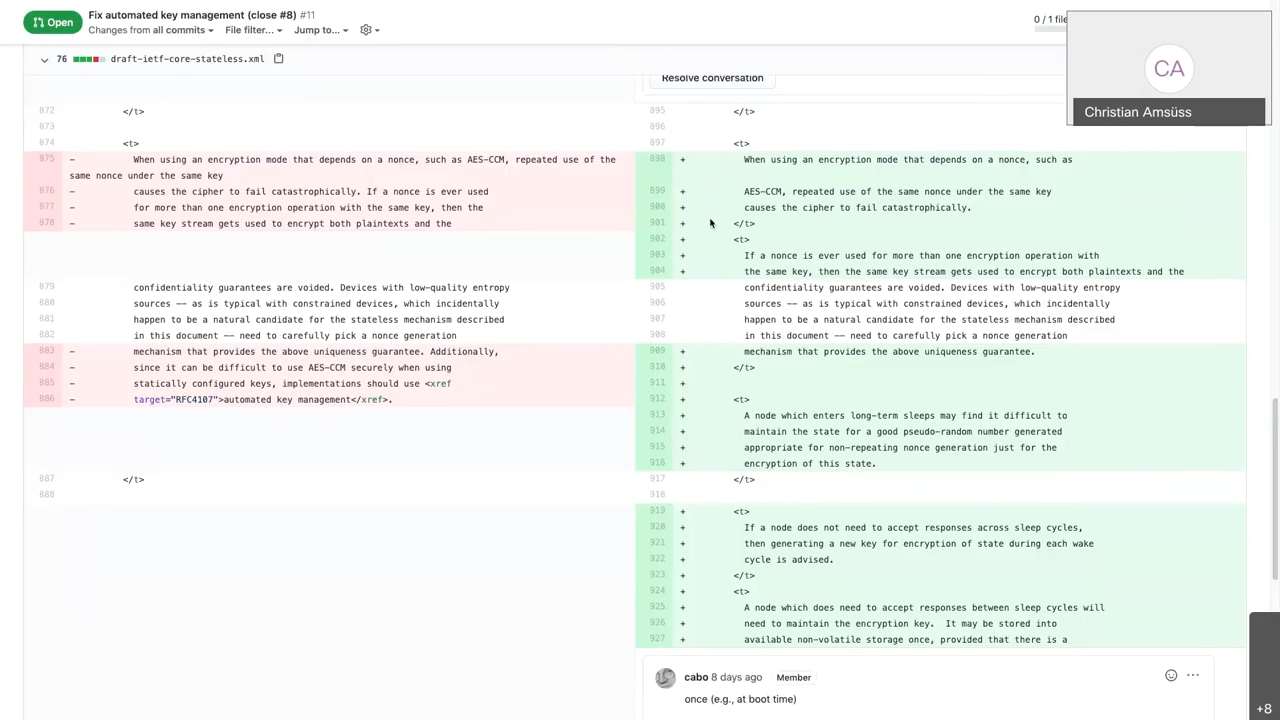 Open
Fix automated key management (close #8) #11
Changes from all commits
File filter...
Jump to...
0 / 1 file
CA
Christian Amsüss
76 draft-ietf-core-stateless.xml
Resolve conversation
872 </t>
873
874 <t>
875 - When using an encryption mode that depends on a nonce, such as AES-CCM, repeated use of the
same nonce under the same key
876 - causes the cipher to fail catastrophically. If a nonce is ever used
877 - for more than one encryption operation with the same key, then the
878 - same key stream gets used to encrypt both plaintexts and the
879 confidentiality guarantees are voided. Devices with low-quality entropy
880 sources –– as is typical with constrained devices, which incidentally
881 happen to be a natural candidate for the stateless mechanism described
882 in this document –– need to carefully pick a nonce generation
883 - mechanism that provides the above uniqueness guarantee. Additionally,
884 - since it can be difficult to use AES-CCM securely when using
885 - statically configured keys, implementations should use <xref
886 - target="RFC4107">automated key management</xref>.
887 </t>
888
895 </t>
896
897 <t>
898 + When using an encryption mode that depends on a nonce, such as
899 + AES-CCM, repeated use of the same nonce under the same key
900 + causes the cipher to fail catastrophically.
901 + </t>
902 + <t>
903 + If a nonce is ever used for more than one encryption operation with
904 + the same key, then the same key stream gets used to encrypt both plaintexts and the
905 confidentiality guarantees are voided. Devices with low-quality entropy
906 sources –– as is typical with constrained devices, which incidentally
907 happen to be a natural candidate for the stateless mechanism described
908 in this document –– need to carefully pick a nonce generation
909 + mechanism that provides the above uniqueness guarantee.
910 + </t>
911 +
912 + <t>
913 + A node which enters long-term sleeps may find it difficult to
914 + maintain the state for a good pseudo-random number generated
915 + appropriate for non-repeating nonce generation just for the
916 + encryption of this state.
917 </t>
918
919 + <t>
920 + If a node does not need to accept responses across sleep cycles,
921 + then generating a new key for encryption of state during each wake
922 + cycle is advised.
923 + </t>
924 + <t>
925 + A node which does need to accept responses between sleep cycles will
926 + need to maintain the encryption key. It may be stored into
927 + available non-volatile storage once, provided that there is a
cabo 8 days ago Member
once (e.g., at boot time)
+8